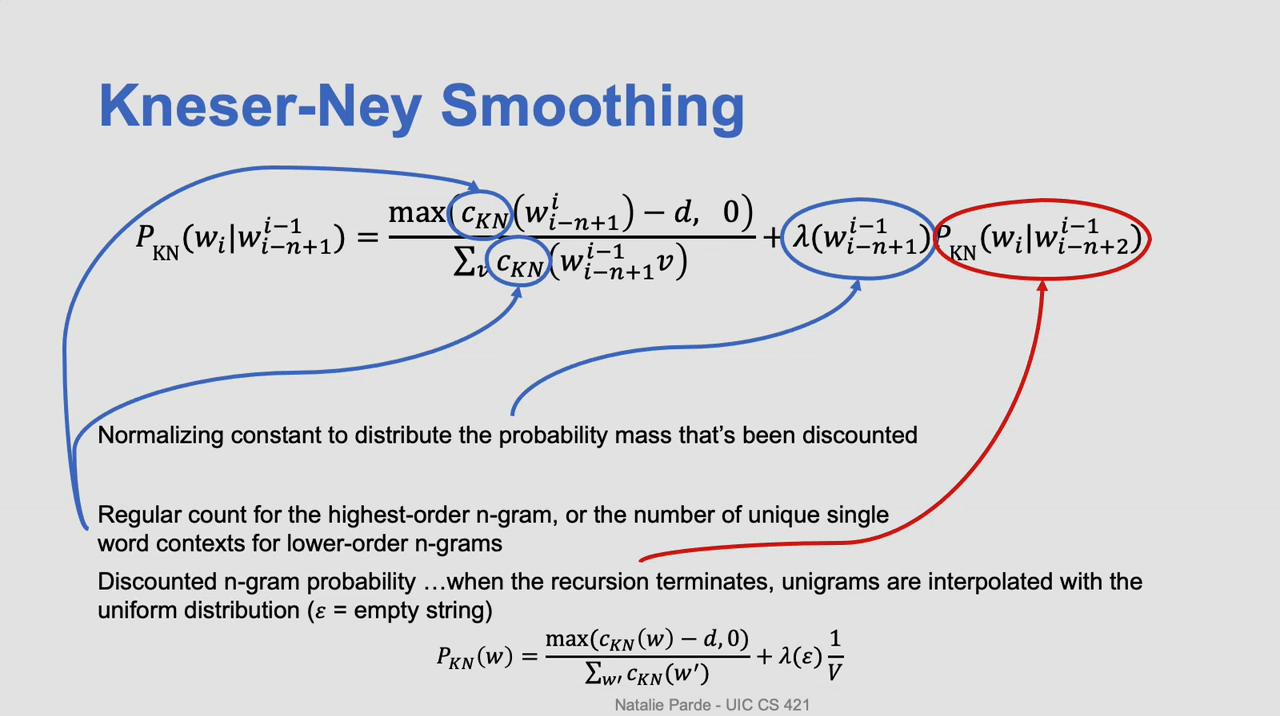 Kneser-Ney Smoothing
P_KN(w_i|w_{i-n+1}^{i-1}) = max(c_KN(w_{i-n+1}^{i}) − d, 0) / ∑_v c_KN(w_{i-n+1}^{i-1} v) + λ(w_{i-n+1}^{i-1}) P_KN(w_i|w_{i-n+2}^{i-1})
Normalizing constant to distribute the probability mass that's been discounted
Regular count for the highest-order n-gram, or the number of unique single
word contexts for lower-order n-grams
Discounted n-gram probability …when the recursion terminates, unigrams are interpolated with the
uniform distribution (ε = empty string)
P_KN(w) = max(c_KN(w) − d, 0) / ∑_{w'} c_KN(w') + λ(ε) 1/V
Natalie Parde - UIC CS 421